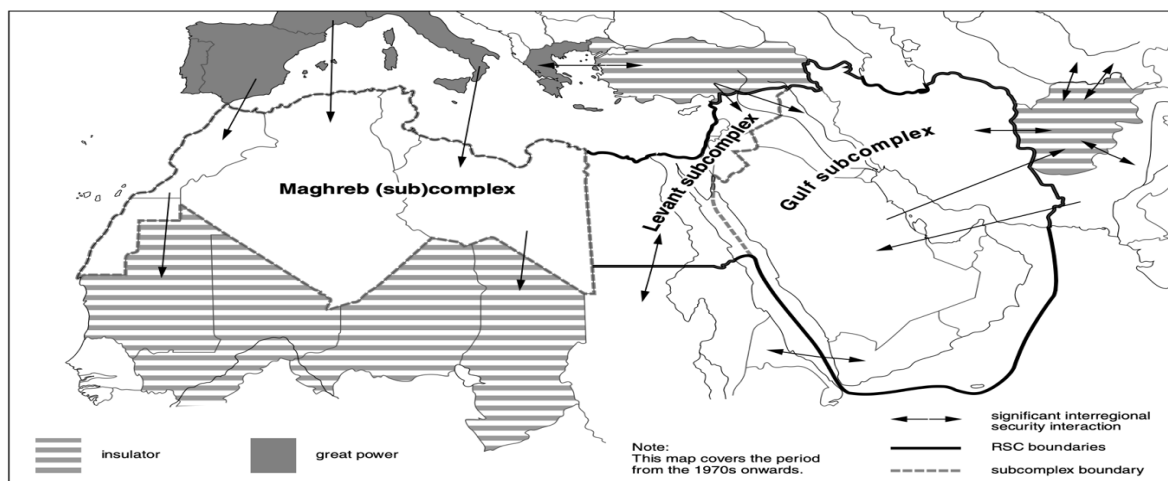 Maghreb (sub)complex
Levant subcomplex
Gulf subcomplex
insulator
great power
Note:
This map covers the period
from the 1970s onwards.
significant interregional
security interaction
RSC boundaries
subcomplex boundary